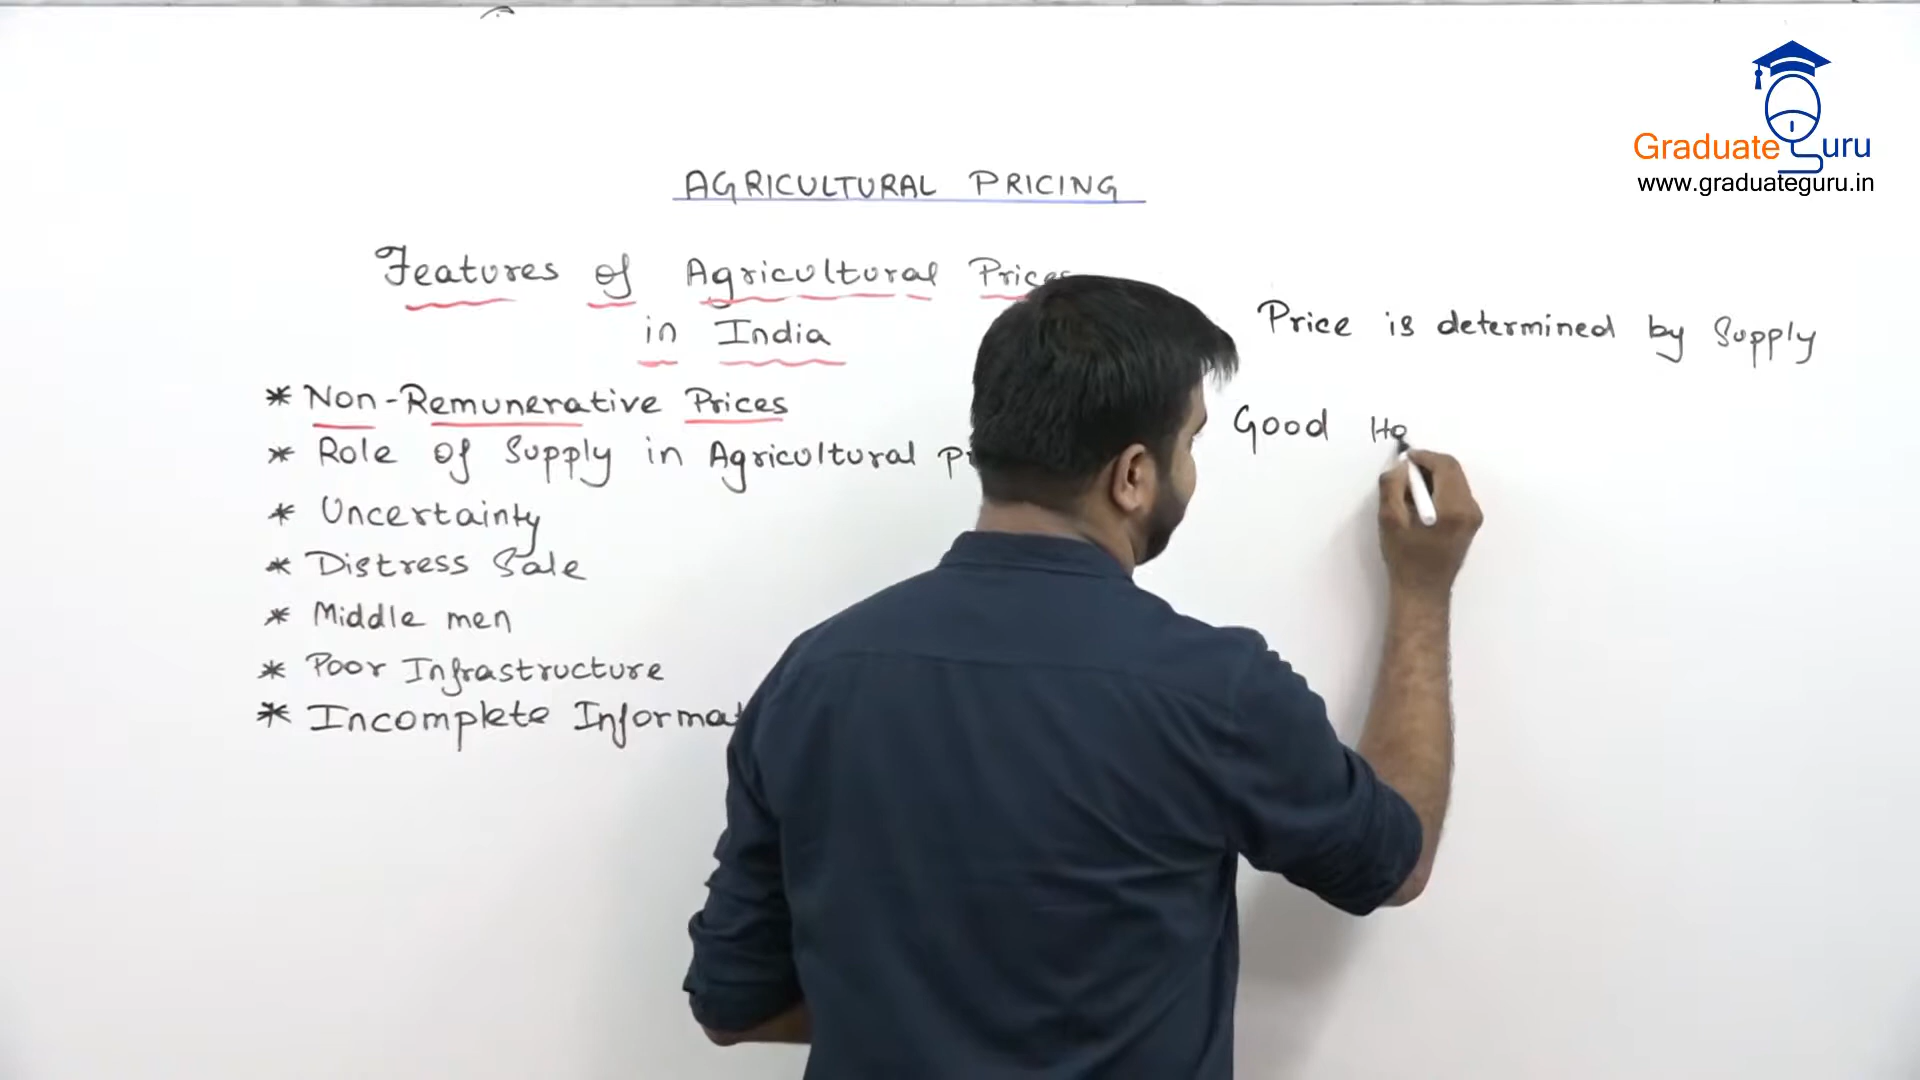 Graduate Guru
www.graduateguru.in
AGRICULTURAL PRICING
Features of Agricultural Prices
in India
* Non-Remunerative Prices
* Role of Supply in Agricultural
* Uncertainty
* Distress Sale
* Middle men
* Poor Infrastructure
* Incomplete
Price is determined by Supply
Good